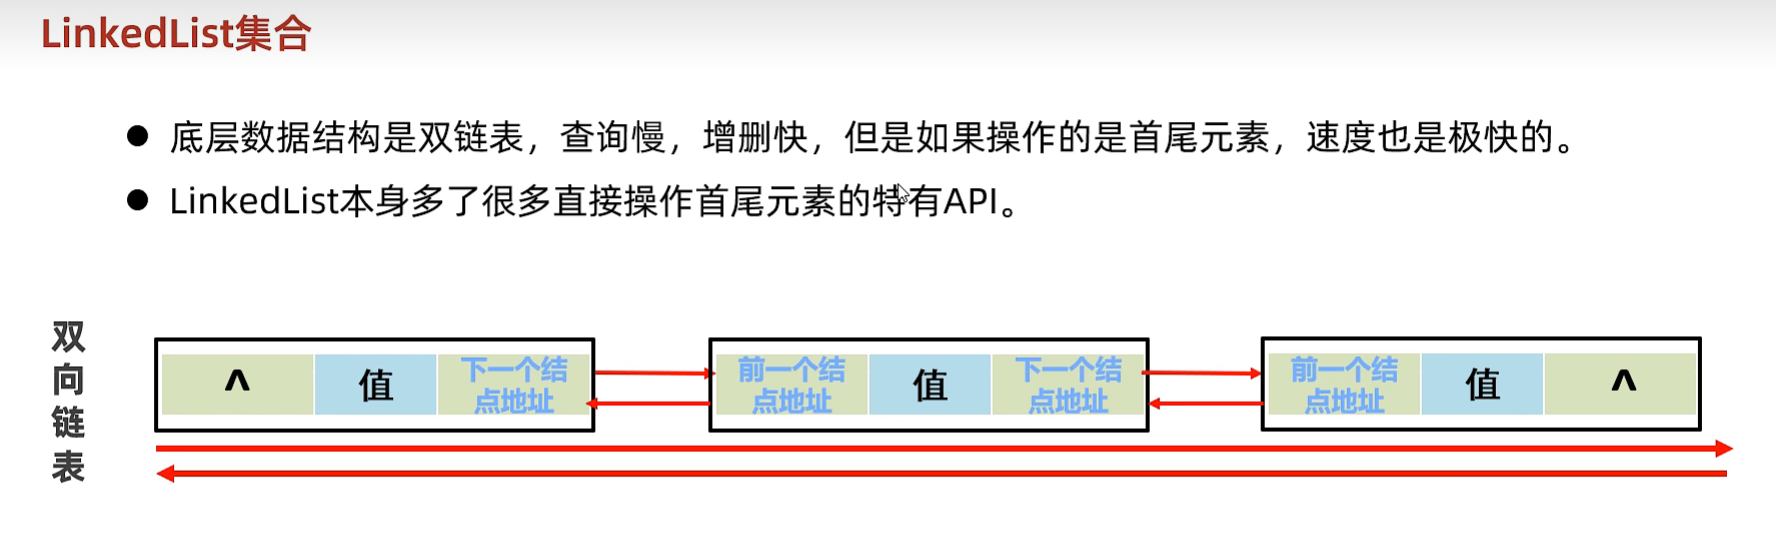 LinkedList集合
● 底层数据结构是双链表，查询慢，增删快，但是如果操作的是首尾元素，速度也是极快的。
● LinkedList本身多了很多直接操作首尾元素的特有API。
双向链表
^ 值 下一个结点地址
前一个结点地址 值 下一个结点地址
前一个结点地址 值 ^